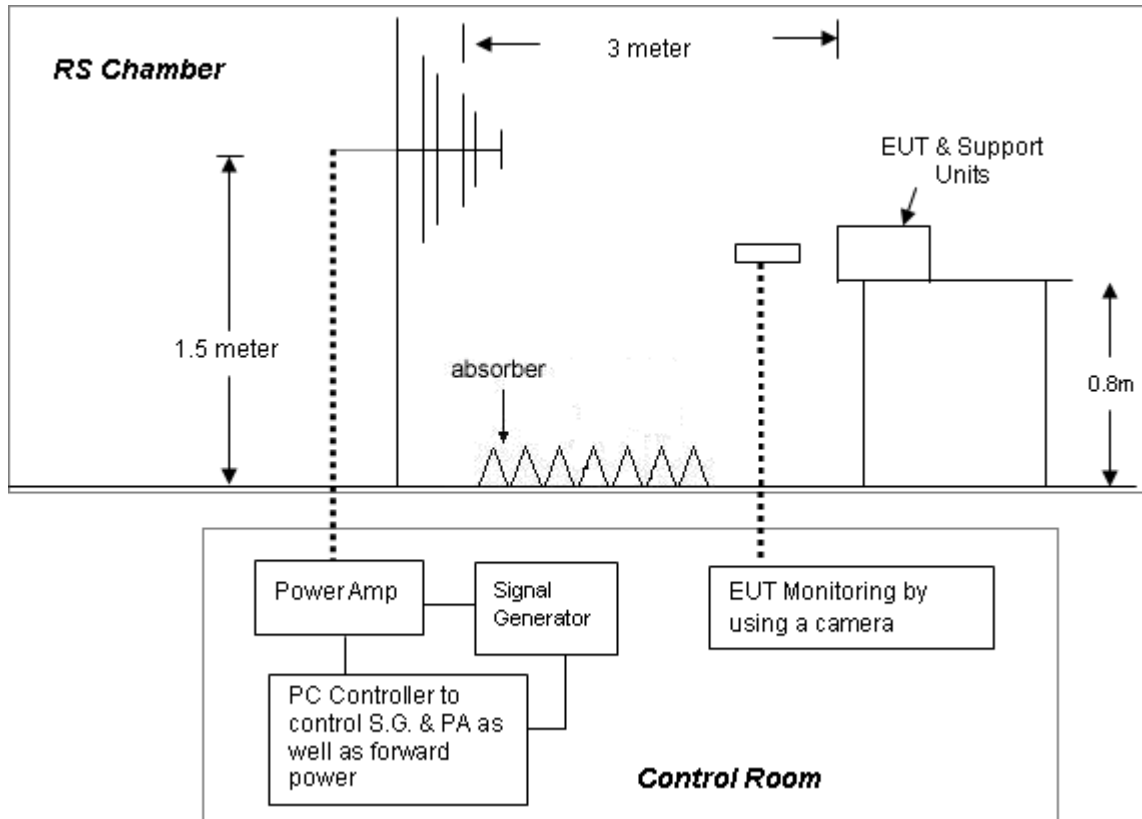 RS Chamber
3 meter
EUT & Support
Units
1.5 meter
absorber
0.8m
Power Amp
Signal
Generator
EUT Monitoring by
using a camera
PC Controller to
control S.G. & PA as
well as forward
power
Control Room